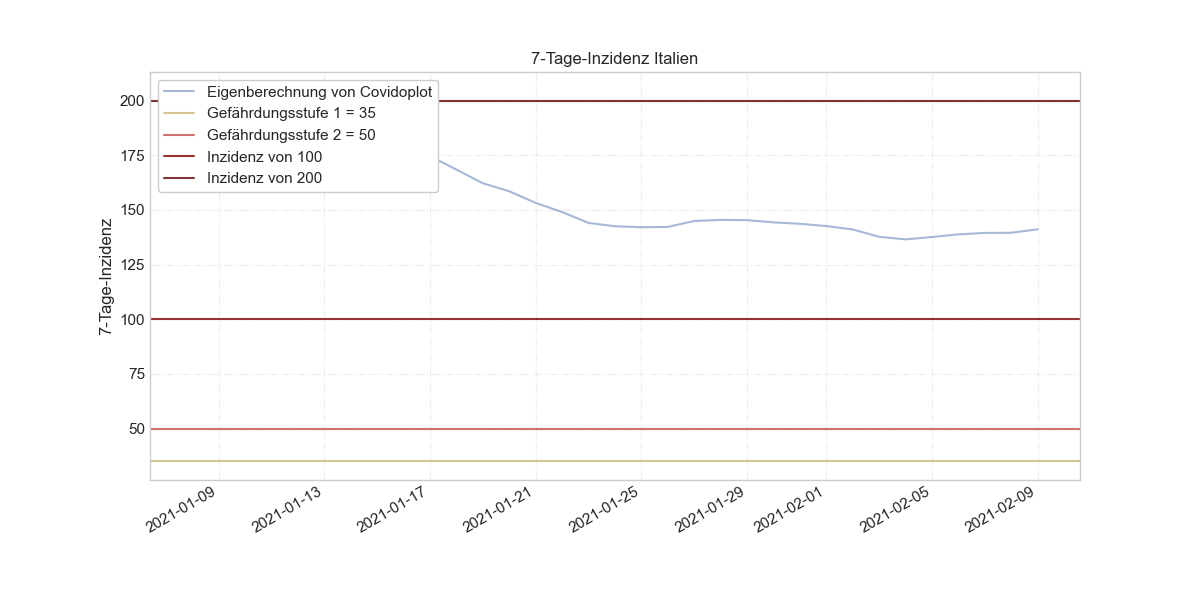 7-Tage-Inzidenz Italien
Eigenberechnung von Covidoplot
Gefährdungsstufe 1 = 35
Gefährdungsstufe 2 = 50
Inzidenz von 100
Inzidenz von 200
7-Tage-Inzidenz
200
175
150
125
100
75
50
2021-01-09
2021-01-13
2021-01-17
2021-01-21
2021-01-25
2021-01-29
2021-02-01
2021-02-05
2021-02-09